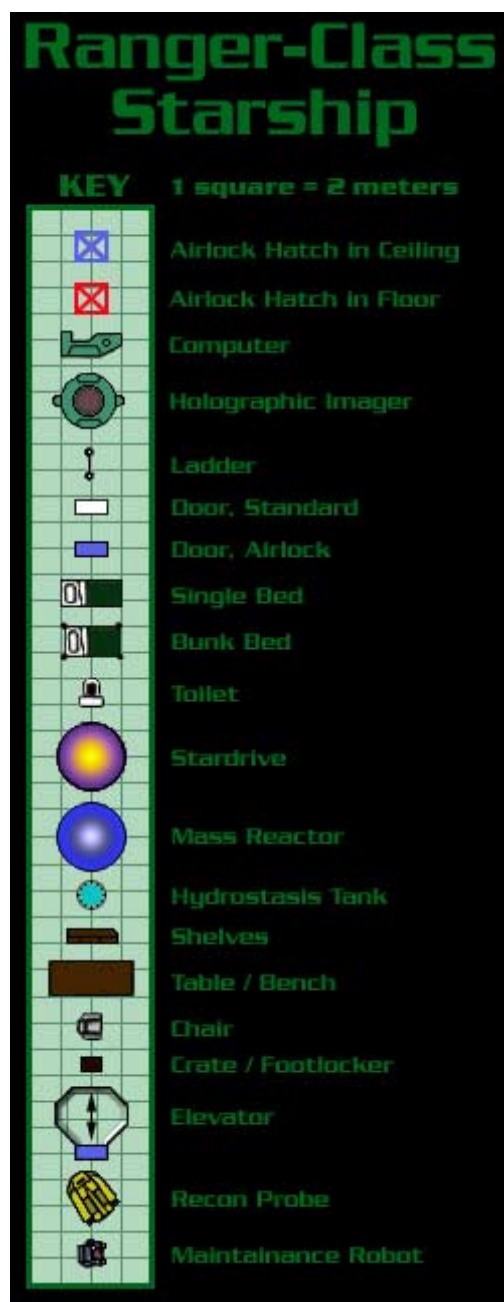 Ranger-Class
Starship
KEY 1 square = 2 meters
Airlock Hatch in Ceiling
Airlock Hatch in Floor
Computer
Holographic Imager
Ladder
Door, Standard
Door, Airlock
Single Bed
Bunk Bed
Toilet
Stardrive
Mass Reactor
Hydrostasis Tank
Shelves
Table / Bench
Chair
Crate / Footlocker
Elevator
Recon Probe
Maintainance Robot